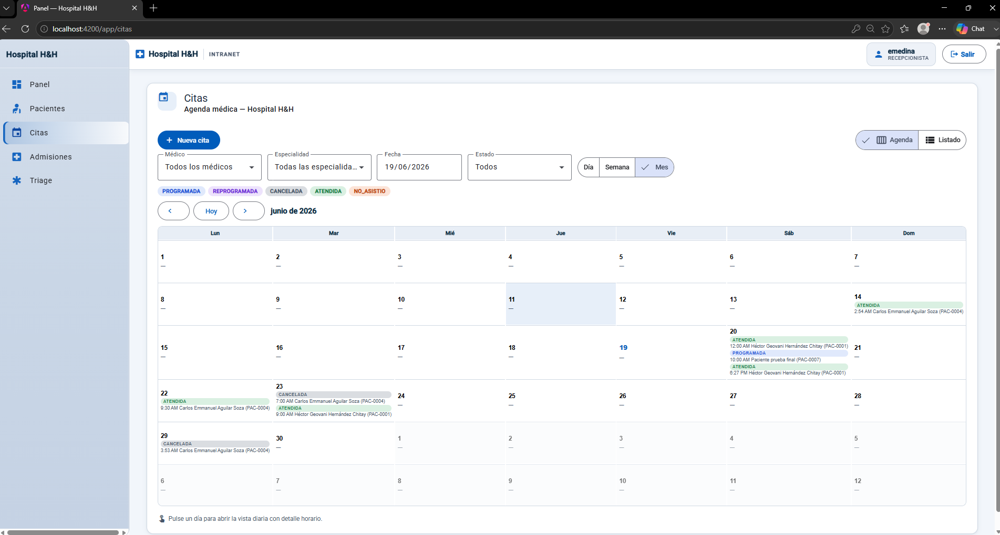 Panel — Hospital H&H
localhost:4200/app/citas
Chat
Hospital H&H
Panel
Pacientes
Citas
Admisiones
Triage
Hospital H&H
INTRANET
emedina
RECEPCIONISTA
Salir
Citas
Agenda médica — Hospital H&H
+ Nueva cita
Agenda
Listado
Médico
Todos los médicos
Especialidad
Todas las especialida...
Fecha
19/06/2026
Estado
Todos
Día
Semana
Mes
PROGRAMADA
REPROGRAMADA
CANCELADA
ATENDIDA
NO_ASISTIO
Hoy
junio de 2026
Lun Mar Mié Jue Vie Sáb Dom
1
—
2
—
3
—
4
—
5
—
6
—
7
—
8
—
9
—
10
—
11
—
12
—
13
—
14
ATENDIDA
2:54 AM Carlos Emmanuel Aguilar Soza (PAC-0004)
15
—
16
—
17
—
18
—
19
—
20
ATENDIDA
12:00 AM Héctor Geovani Hernández Chitay (PAC-0001)
PROGRAMADA
10:00 AM Paciente prueba final (PAC-0007)
ATENDIDA
6:27 PM Héctor Geovani Hernández Chitay (PAC-0001)
21
—
22
ATENDIDA
9:30 AM Carlos Emmanuel Aguilar Soza (PAC-0004)
23
CANCELADA
7:00 AM Carlos Emmanuel Aguilar Soza (PAC-0004)
ATENDIDA
9:00 AM Héctor Geovani Hernández Chitay (PAC-0001)
24
—
25
—
26
—
27
—
28
—
29
CANCELADA
3:53 AM Carlos Emmanuel Aguilar Soza (PAC-0004)
30
—
1
—
2
—
3
—
4
—
5
—
6
—
7
—
8
—
9
—
10
—
11
—
12
—
Pulse un día para abrir la vista diaria con detalle horario.